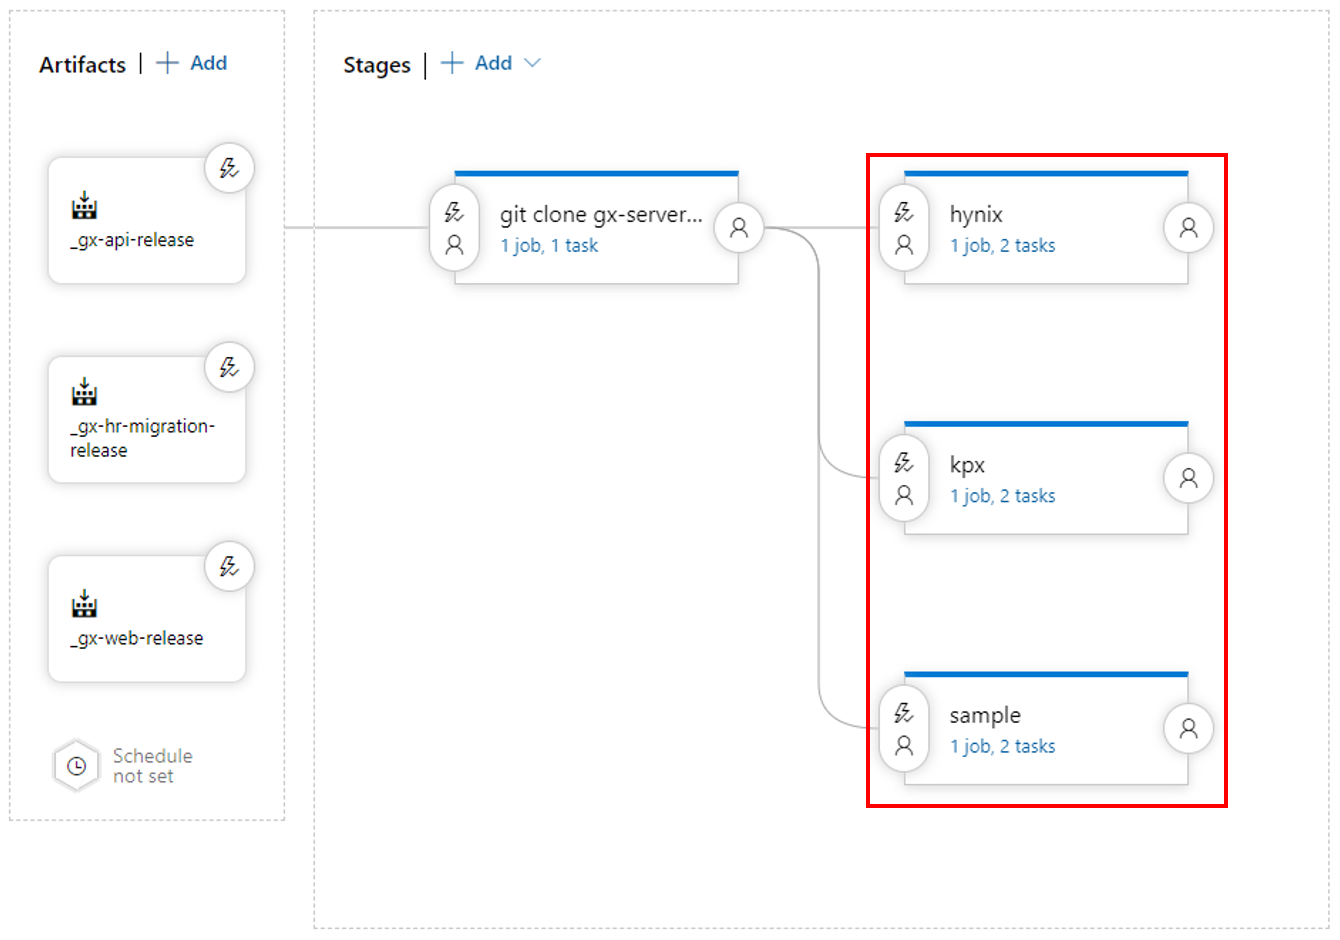 Artifacts | + Add
_gx-api-release
_gx-hr-migration-
release
_gx-web-release
Schedule
not set
Stages | + Add
git clone gx-server...
1 job, 1 task
hynix
1 job, 2 tasks
kpx
1 job, 2 tasks
sample
1 job, 2 tasks